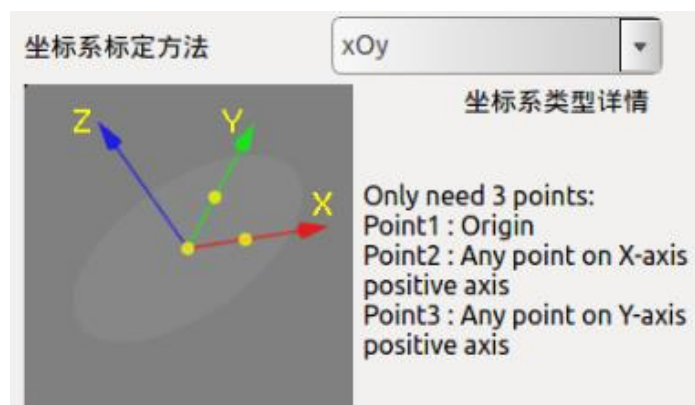 坐标系标定方法
xOy
坐标系类型详情
Z
Y
X
Only need 3 points:
Point1 : Origin
Point2 : Any point on X-axis
positive axis
Point3 : Any point on Y-axis
positive axis